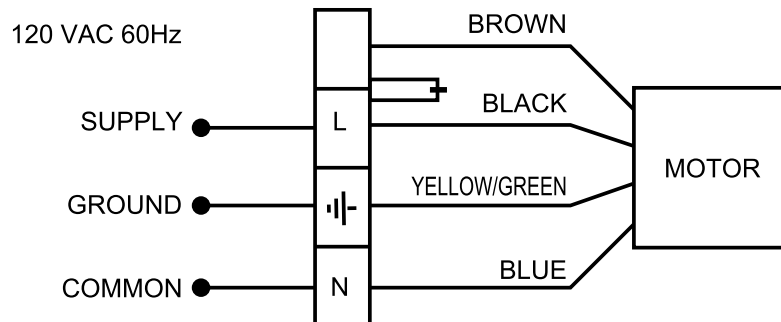 120 VAC 60Hz
BROWN
SUPPLY
L
BLACK
MOTOR
GROUND
YELLOW/GREEN
COMMON
N
BLUE